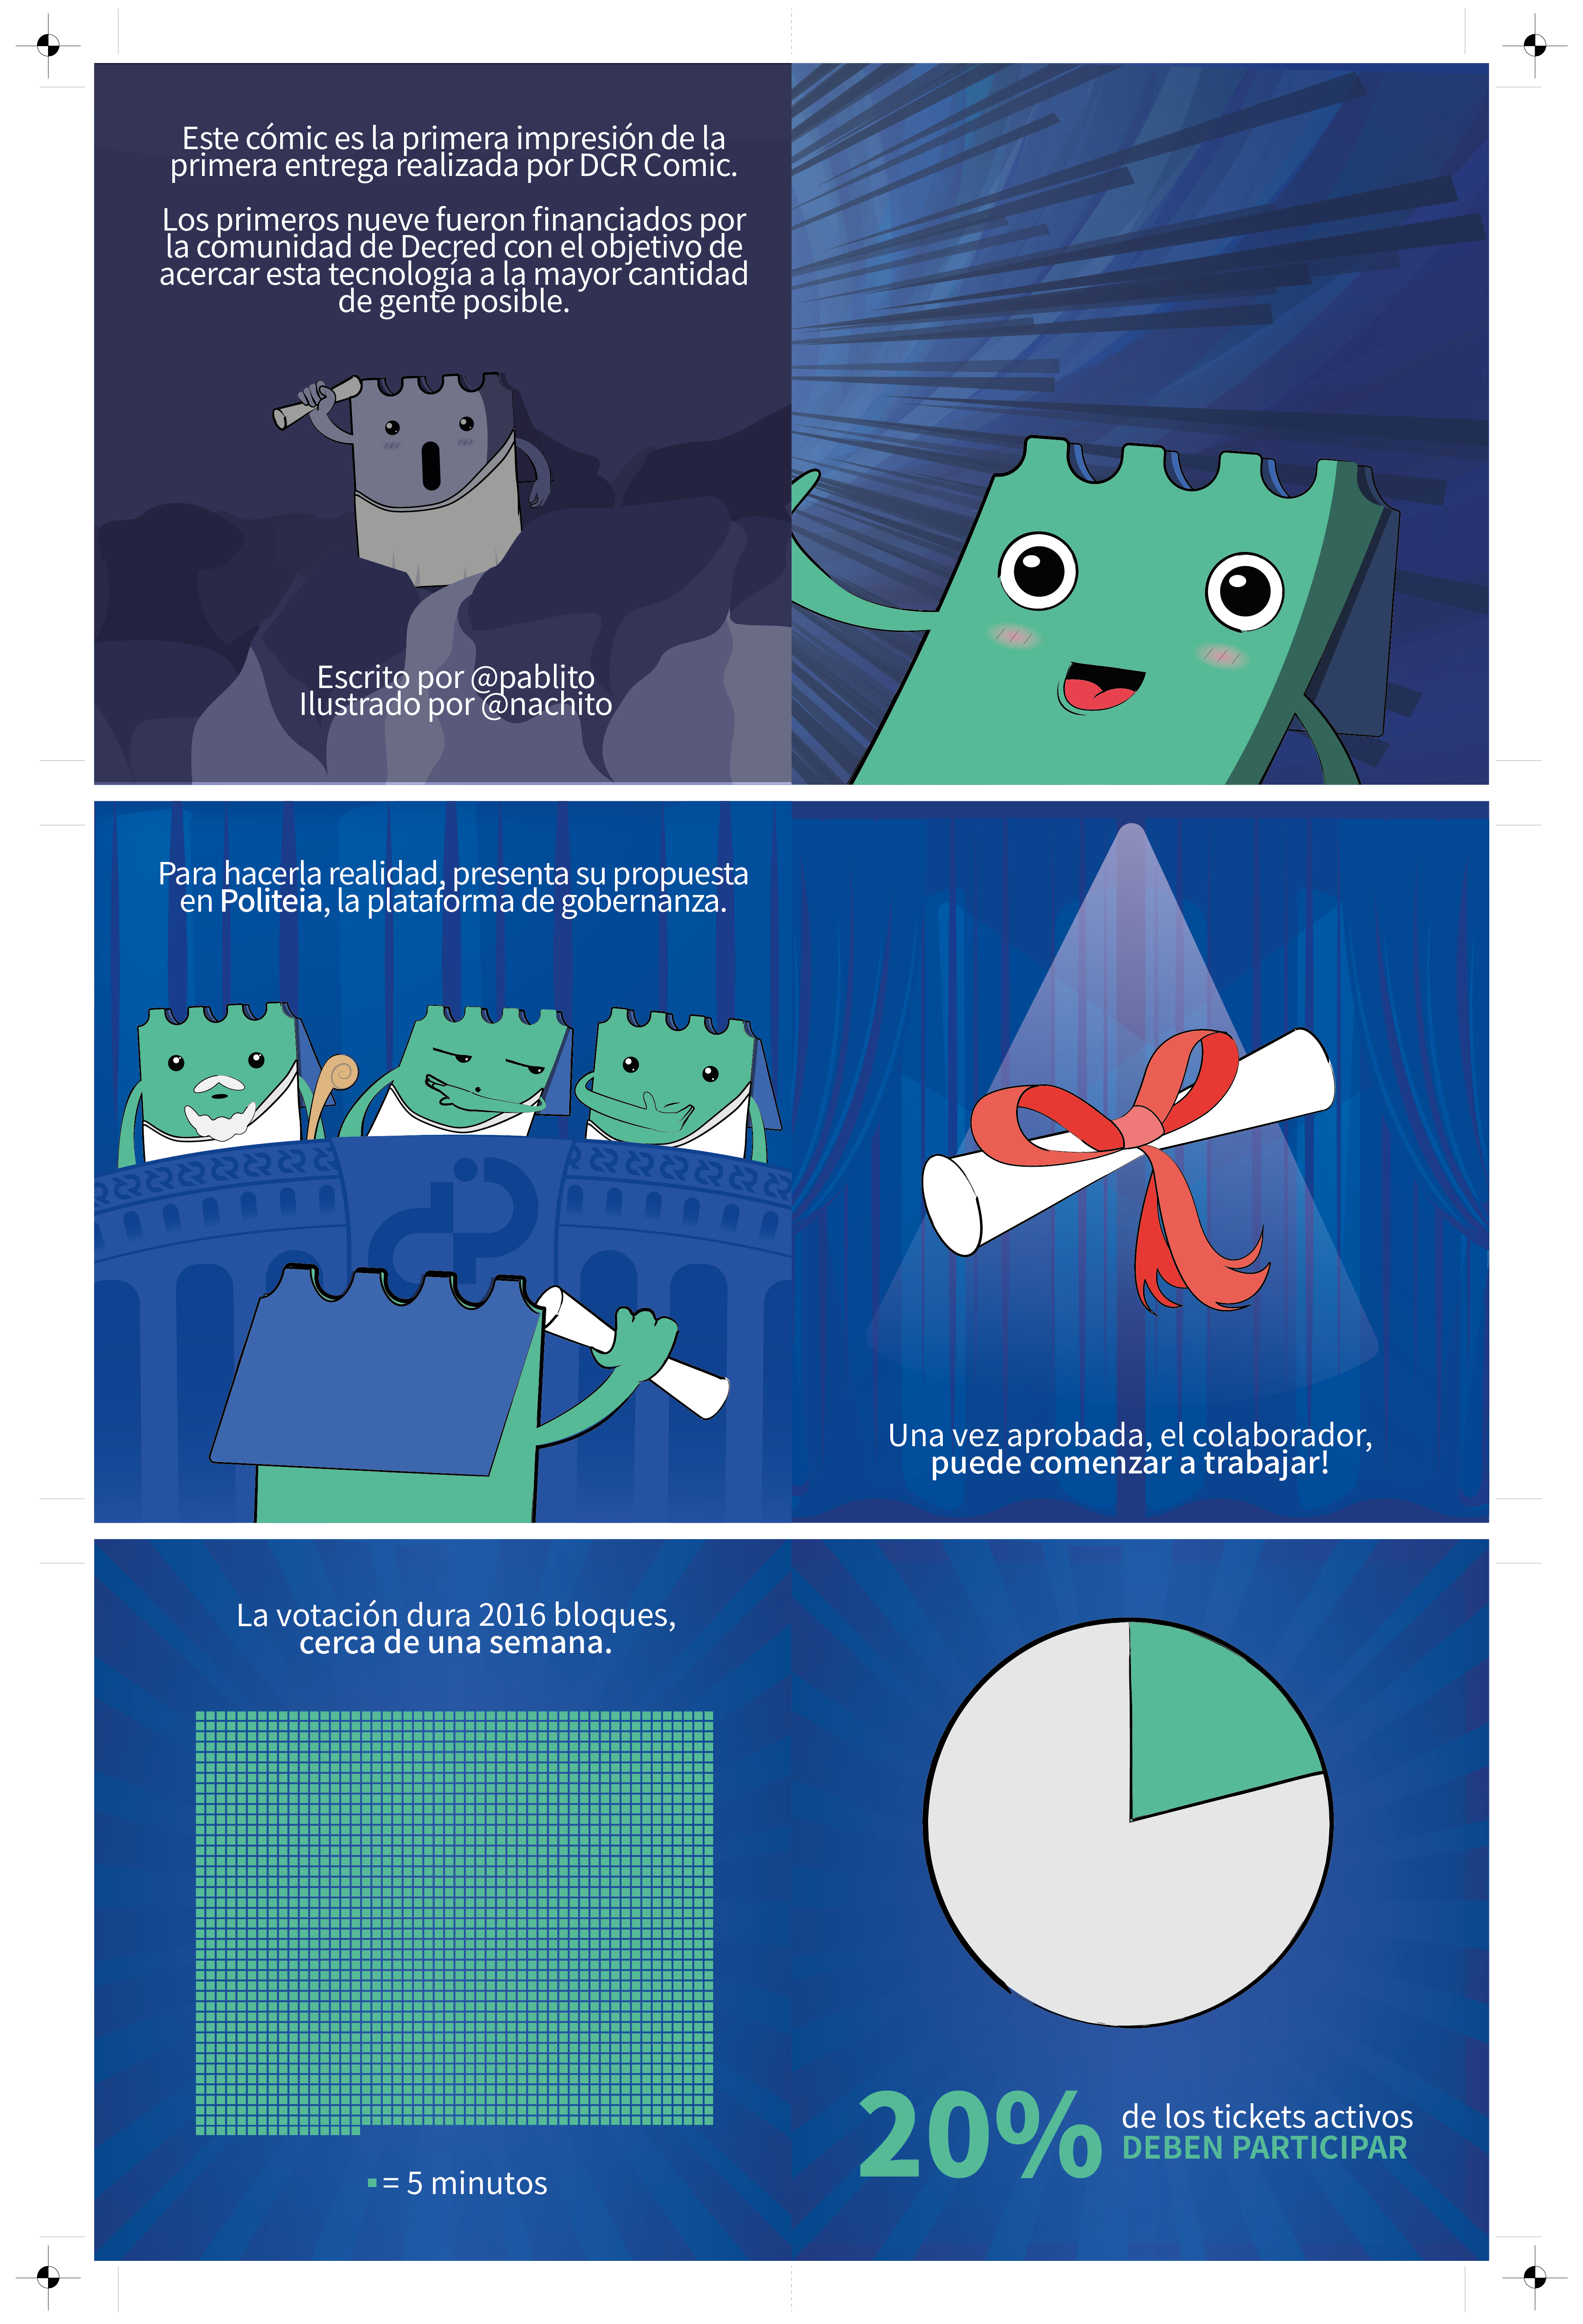 Este cómic es la primera impresión de la
primera entrega realizada por DCR Comic.
Los primeros nueve fueron financiados por
la comunidad de Decred con el objetivo de
acercar esta tecnología a la mayor cantidad
de gente posible.
Escrito por @pablito
Ilustrado por @nachito
Para hacerla realidad, presenta su propuesta
en Politeia, la plataforma de gobernanza.
Una vez aprobada, el colaborador,
puede comenzar a trabajar!
La votación dura 2016 bloques,
cerca de una semana.
= 5 minutos
20% de los tickets activos
DEBEN PARTICIPAR